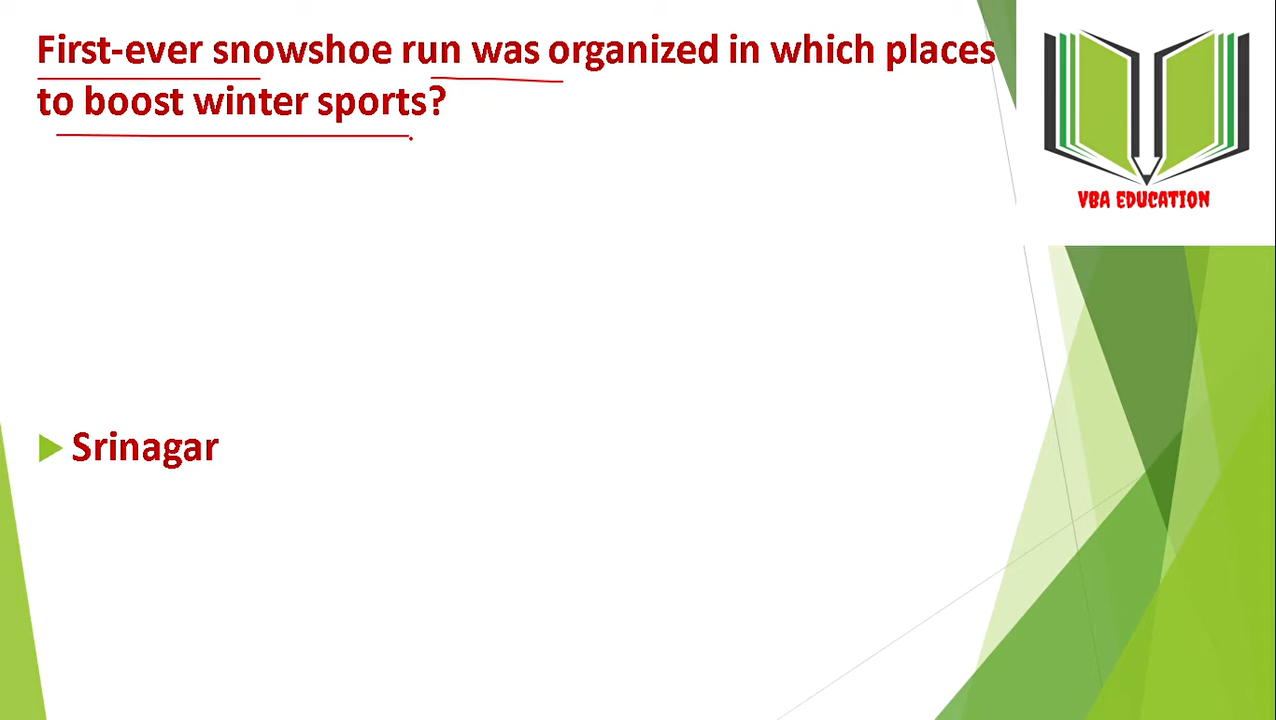 First-ever snowshoe run was organized in which places
to boost winter sports?
VBA EDUCATION
Srinagar